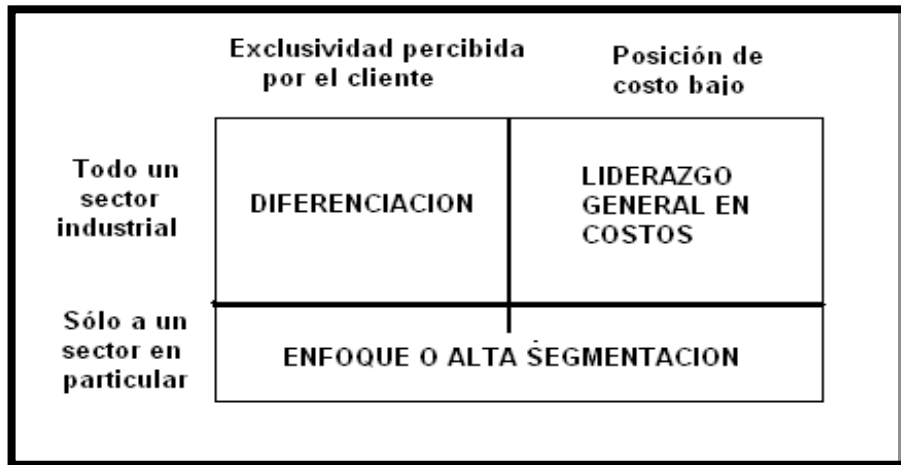 Exclusividad percibida
por el cliente
Posición de
costo bajo
Todo un
sector
industrial
DIFERENCIACION
LIDERAZGO
GENERAL EN
COSTOS
Sólo a un
sector en
particular
ENFOQUE O ALTA SEGMENTACION